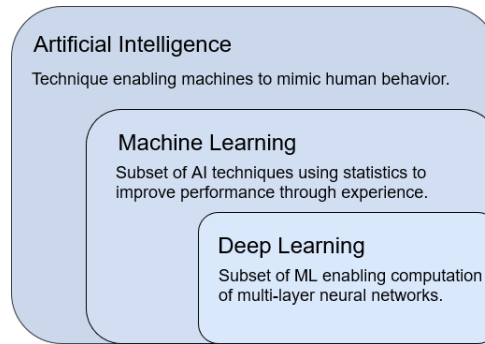 Artificial Intelligence
Technique enabling machines to mimic human behavior.
Machine Learning
Subset of AI techniques using statistics to
improve performance through experience.
Deep Learning
Subset of ML enabling computation
of multi-layer neural networks.